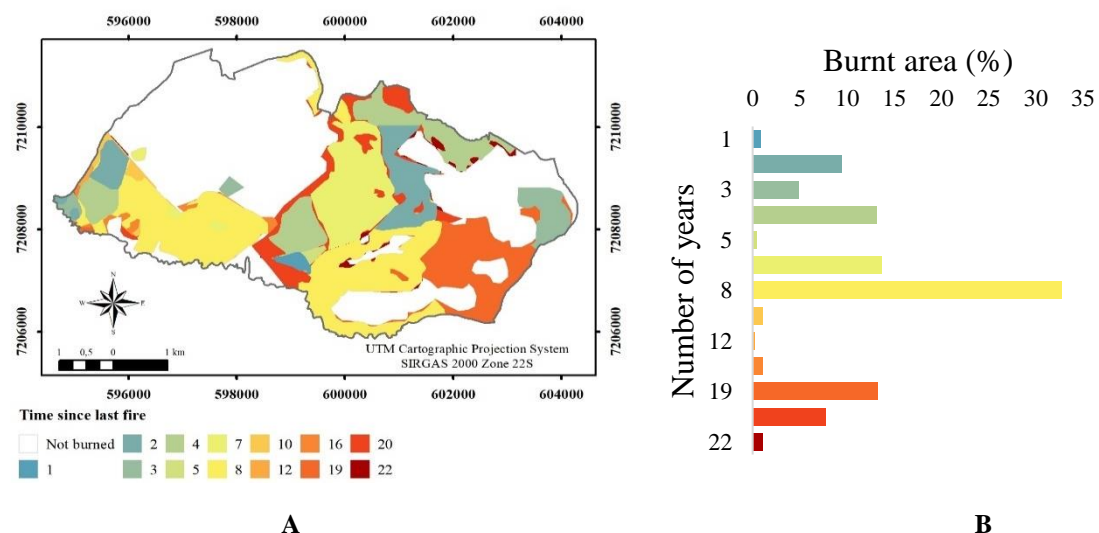 596000 598000 600000 602000 604000
7210000 7210000
7208000 7208000
7206000 7206000
N
W E
S
1 0,5 0 1 km
UTM Cartographic Projection System
SIRGAS 2000 Zone 22S
596000 598000 600000 602000 604000
Time since last fire
Not burned 2 4 7 10 16 20
1 3 5 8 12 19 22
A
Burnt area (%)
0 5 10 15 20 25 30 35
Number of years
1
3
5
8
12
19
22
B